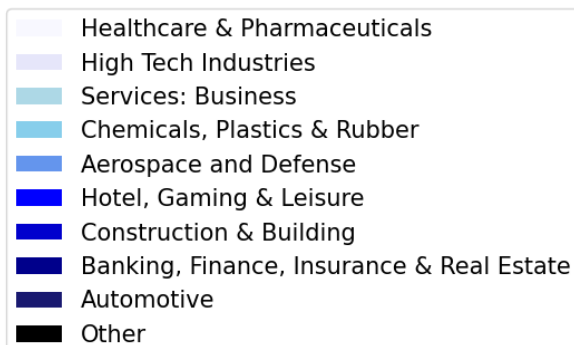 Healthcare & Pharmaceuticals
High Tech Industries
Services: Business
Chemicals, Plastics & Rubber
Aerospace and Defense
Hotel, Gaming & Leisure
Construction & Building
Banking, Finance, Insurance & Real Estate
Automotive
Other